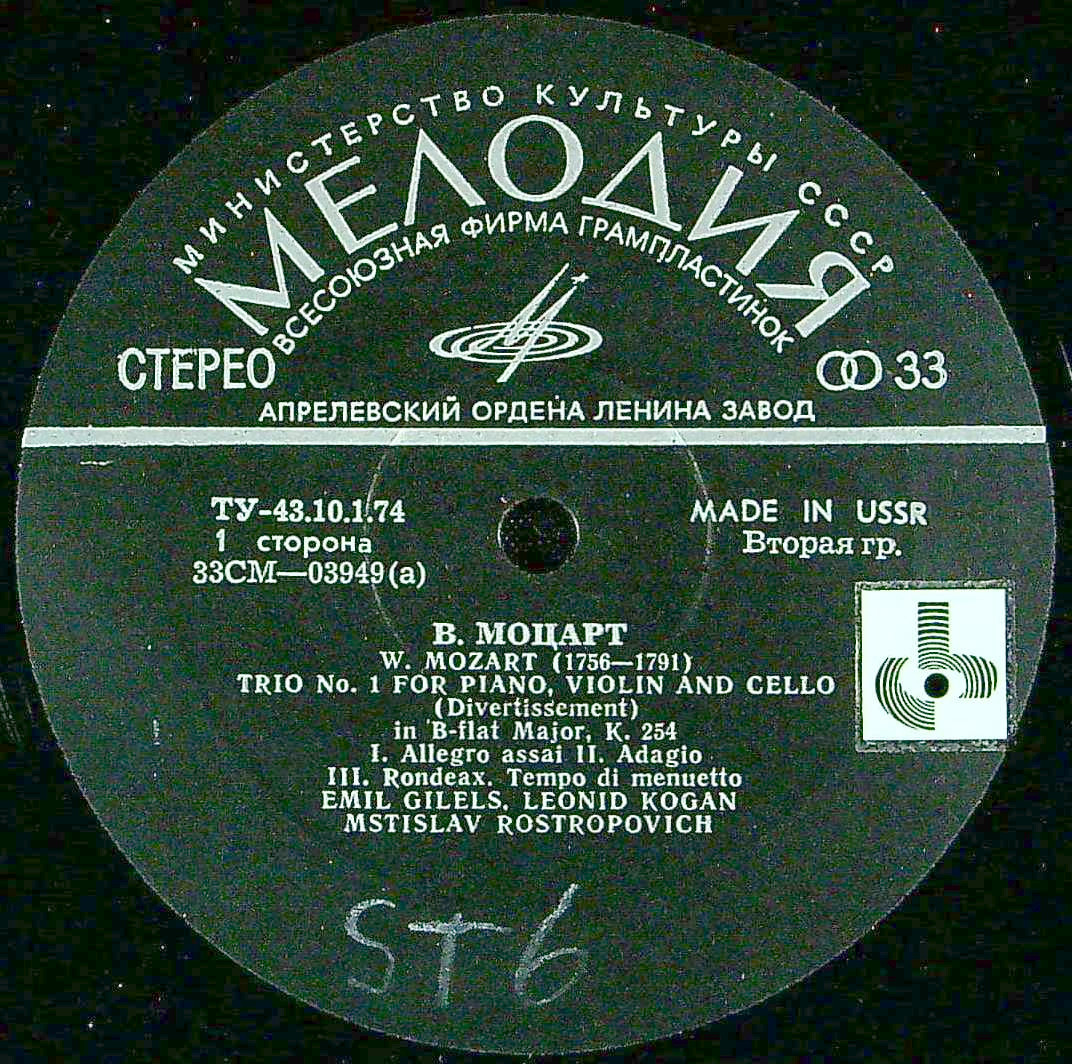 МИНИСТЕРСТВО КУЛЬТУРЫ СССР
МЕЛОДИЯ
ВСЕСОЮЗНАЯ ФИРМА ГРАМПЛАСТИНОК
СТЕРЕО
33
АПРЕЛЕВСКИЙ ОРДЕНА ЛЕНИНА ЗАВОД
ТУ-43.10.1.74
1 сторона
33СМ—03949(а)
MADE IN USSR
Вторая гр.
В. МОЦАРТ
W. MOZART (1756—1791)
TRIO No. 1 FOR PIANO, VIOLIN AND CELLO
(Divertissement)
in B-flat Major, K. 254
I. Allegro assai II. Adagio
III. Rondeax. Tempo di menuetto
EMIL GILELS, LEONID KOGAN
MSTISLAV ROSTROPOVICH
ST 6